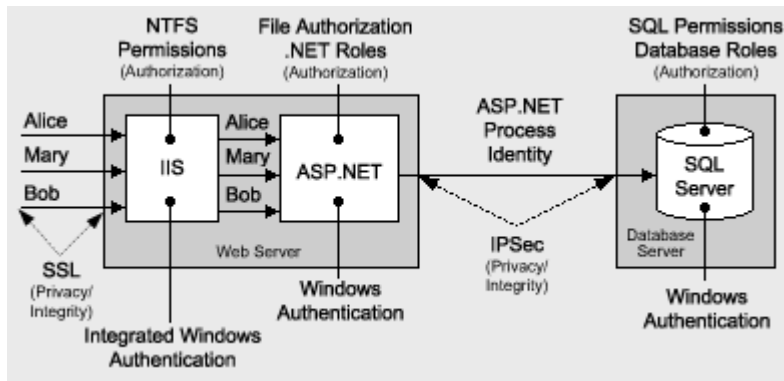 NTFS
Permissions
(Authorization)
File Authorization
.NET Roles
(Authorization)
SQL Permissions
Database Roles
(Authorization)
Alice
Mary
Bob
IIS
Alice
Mary
Bob
ASP.NET
Web Server
ASP.NET
Process
Identity
SQL
Server
Database
Server
SSL
(Privacy/
Integrity)
IPSec
(Privacy/
Integrity)
Integrated Windows
Authentication
Windows
Authentication
Windows
Authentication